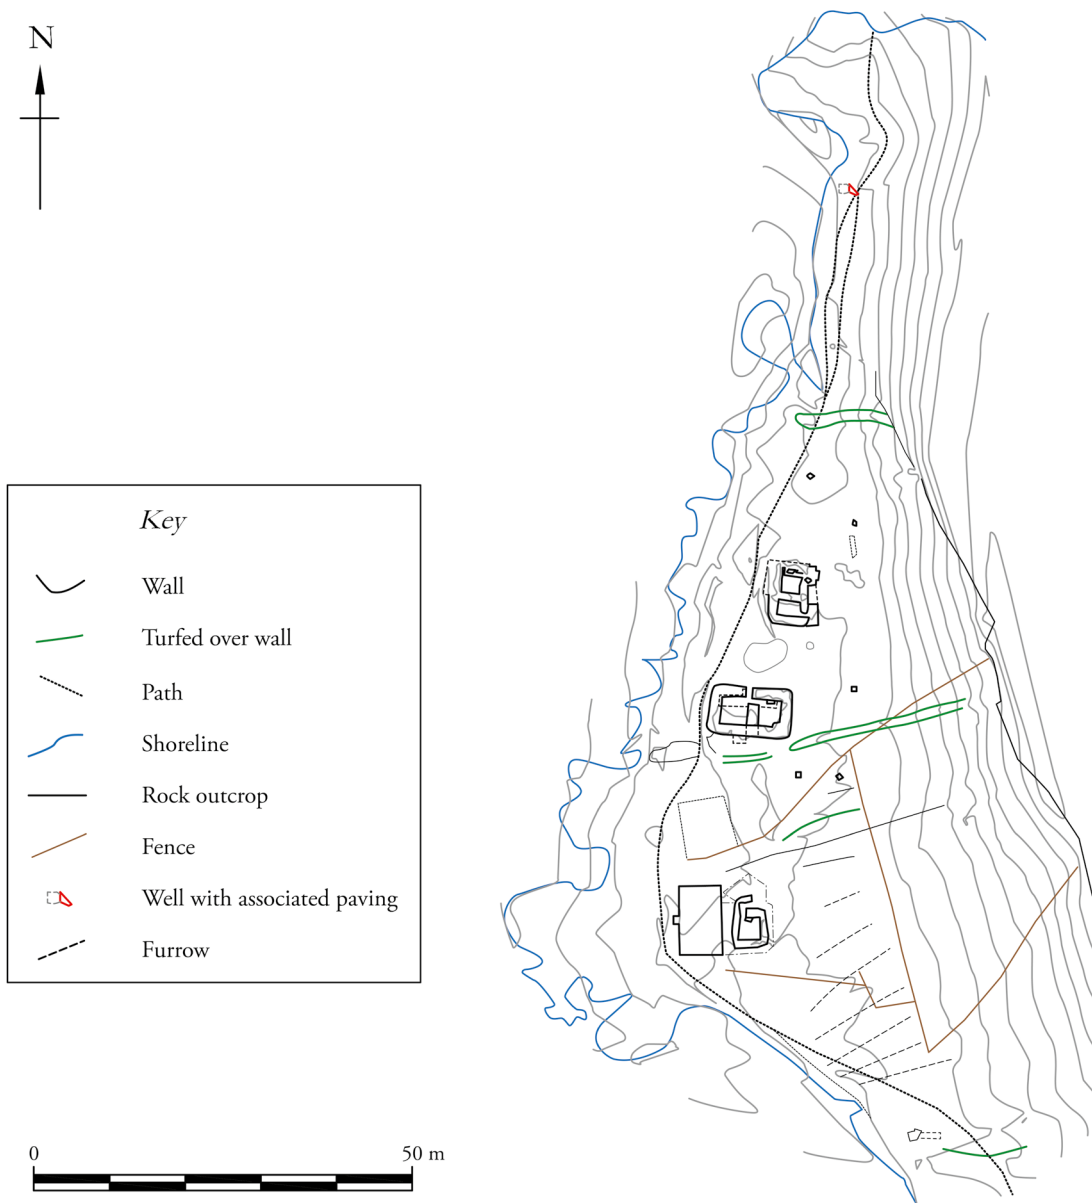 N
Key
Wall
Turfed over wall
Path
Shoreline
Rock outcrop
Fence
Well with associated paving
Furrow
0 50 m